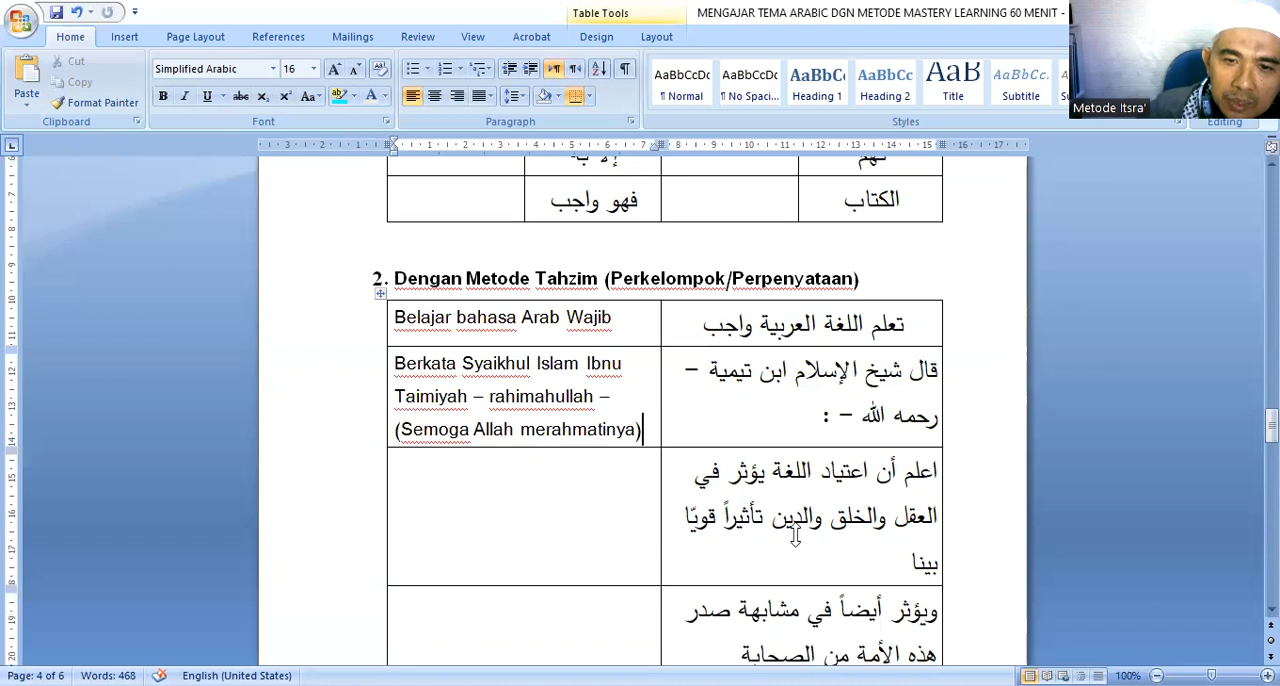 Table Tools
MENGAJAR TEMA ARABIC DGN METODE MASTERY LEARNING 60 MENIT -
Home Insert Page Layout References Mailings Review View Acrobat Design Layout
Paste
Cut
Copy
Format Painter
Clipboard
Simplified Arabic 16
Font
Paragraph
AaBbCcDc AaBbCcDc AaBbC AaBbCc AaBb AaBbCc.
¶ Normal ¶ No Spaci... Heading 1 Heading 2 Title Subtitle
Styles
Editing
Metode Itsra'
الكتاب
فهو واجب
2. Dengan Metode Tahzim (Perkelompok/Perpenyataan)
Belajar bahasa Arab Wajib
تعلم اللغة العربية واجب
Berkata Syaikhul Islam Ibnu
Taimiyah – rahimahullah –
(Semoga Allah merahmatinya)
قال شيخ الإسلام ابن تيمية –
رحمه الله – :
اعلم أن اعتياد اللغة يؤثر في
العقل والخلق والدين تأثيراً قويّا
بينا
ويؤثر أيضاً في مشابهة صدر
هذه الأمة من الصحابة
Page: 4 of 6 Words: 468 English (United States) 100%